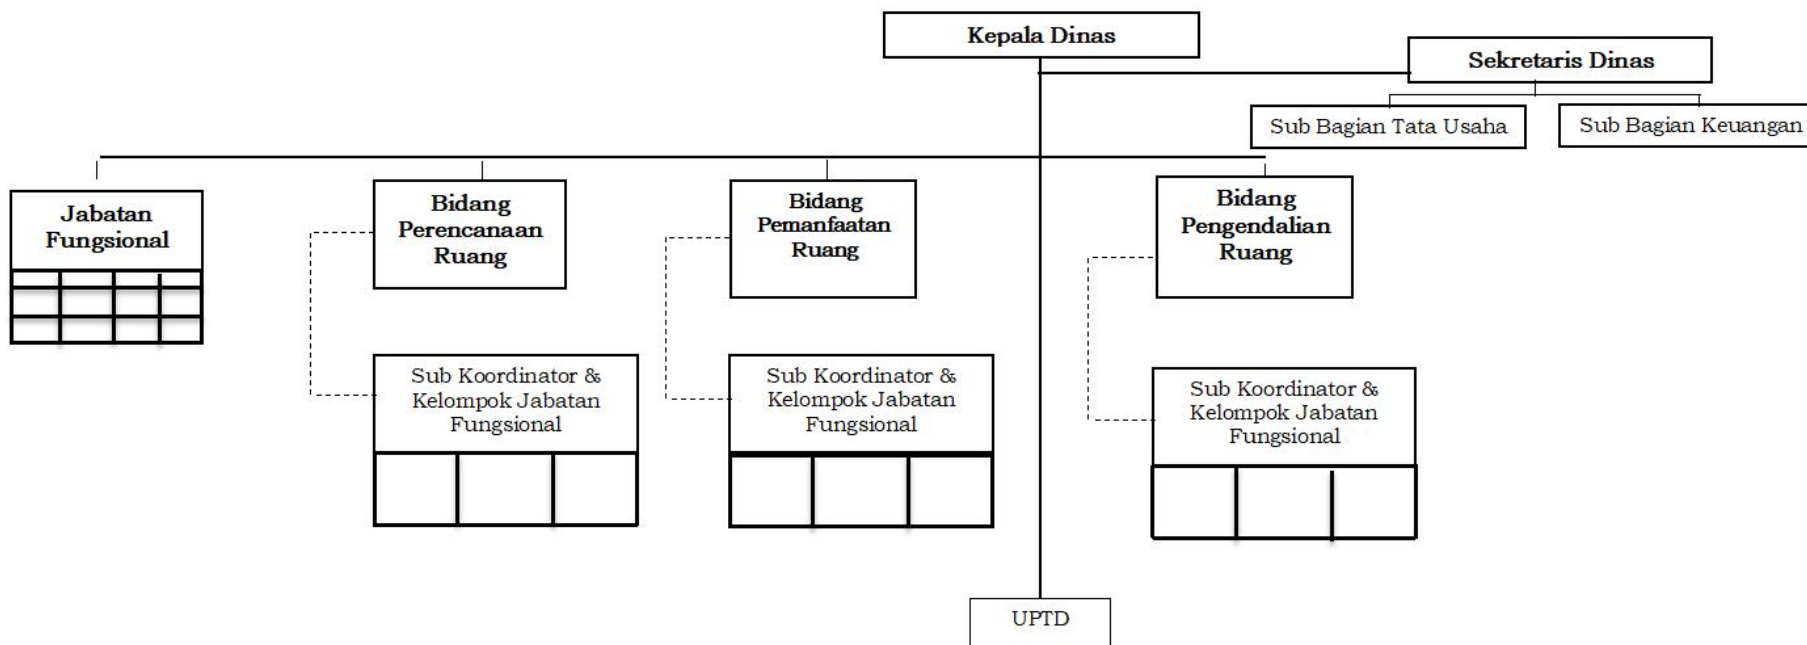 Kepala Dinas
Sekretaris Dinas
Sub Bagian Tata Usaha
Sub Bagian Keuangan
Jabatan
Fungsional
Bidang
Perencanaan
Ruang
Bidang
Pemanfaatan
Ruang
Bidang
Pengendalian
Ruang
Sub Koordinator &
Kelompok Jabatan
Fungsional
Sub Koordinator &
Kelompok Jabatan
Fungsional
Sub Koordinator &
Kelompok Jabatan
Fungsional
UPTD